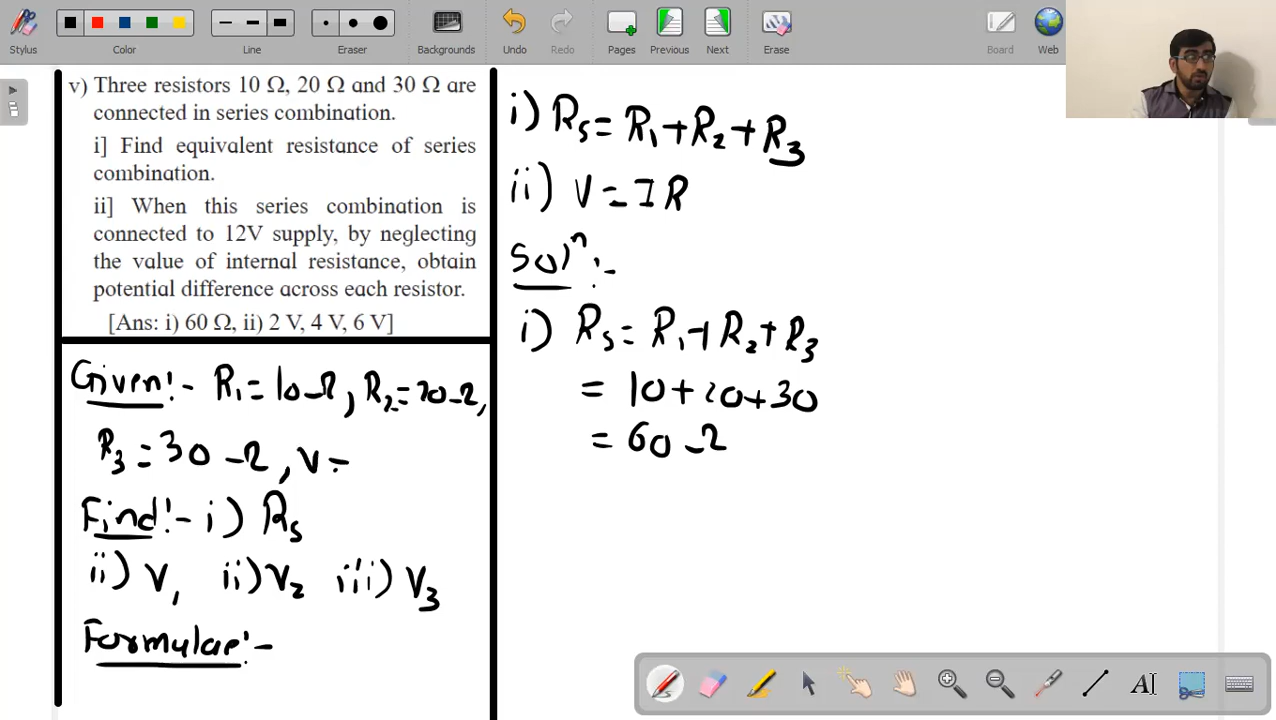 Stylus
Color
Line
Eraser
Backgrounds
Undo
Redo
Pages
Previous
Next
Erase
Board
Web
v) Three resistors 10 Ω, 20 Ω and 30 Ω are
connected in series combination.
i] Find equivalent resistance of series
combination.
ii] When this series combination is
connected to 12V supply, by neglecting
the value of internal resistance, obtain
potential difference across each resistor.
[Ans: i) 60 Ω, ii) 2 V, 4 V, 6 V]
Given:- R₁ = 10 Ω, R₂ = 20 Ω,
R₃ = 30 Ω, V =
Find:- i) Rs
ii) V₁ ii) V₂ iii) V₃
Formulae:-
i) Rs = R₁ + R₂ + R₃
ii) V = IR
Solⁿ:-
i) Rs = R₁ + R₂ + R₃
= 10 + 20 + 30
= 60 Ω
A